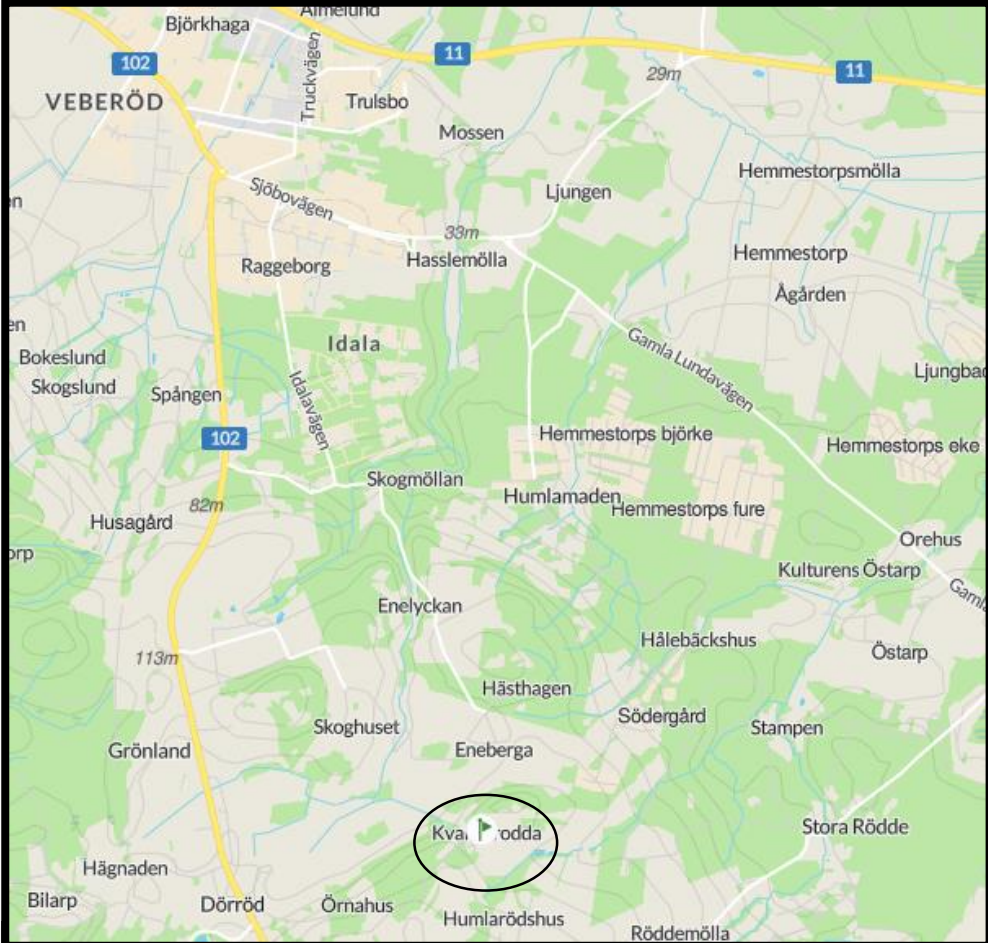 Björkhaga
Almelund
102
11
11
29m
VEBERÖD
Truckvägen
Trulsbo
Mossen
Hemmestorpsmölla
Sjöbovägen
Ljungen
33m
Raggeborg
Hasslemölla
Hemmestorp
Ågården
Idala
Bokeslund
Skogslund
Spången
Idalavägen
Gamla Lundavägen
102
Hemmestorps björke
Hemmestorps eke
Skogmöllan
Humlamaden
Hemmestorps fure
82m
Husagård
Orehus
Kulturens Östarp
Enelyckan
Hålebäckshus
Östarp
113m
Hästhagen
Södergård
Skoghuset
Stampen
Grönland
Eneberga
Stora Rödde
Hägnaden
Bilarp
Dörröd
Örnahus
Humlarödshus
Röddemölla